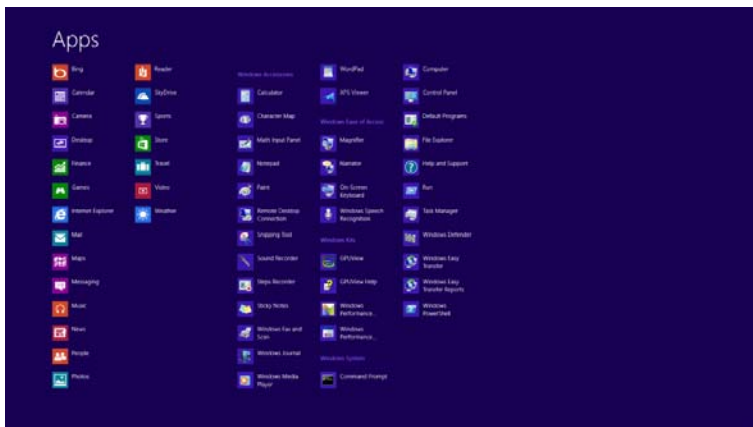 Apps
Bing
Calendar
Camera
Desktop
Finance
Games
Internet Explorer
Mail
Maps
Messaging
Music
News
People
Photos
Reader
SkyDrive
Sports
Store
Travel
Video
Weather
Windows Accessories
Calculator
Character Map
Math Input Panel
Notepad
Paint
Remote Desktop
Connection
Snipping Tool
Sound Recorder
Steps Recorder
Sticky Notes
Windows Fax and
Scan
Windows Journal
Windows Media
Player
WordPad
XPS Viewer
Windows Ease of Access
Magnifier
Narrator
On-Screen
Keyboard
Windows Speech
Recognition
Windows Kits
GPUView
GPUView Help
Windows
Performance...
Windows
Performance...
Windows System
Command Prompt
Computer
Control Panel
Default Programs
File Explorer
Help and Support
Run
Task Manager
Windows Defender
Windows Easy
Transfer
Windows Easy
Transfer Reports
Windows
PowerShell